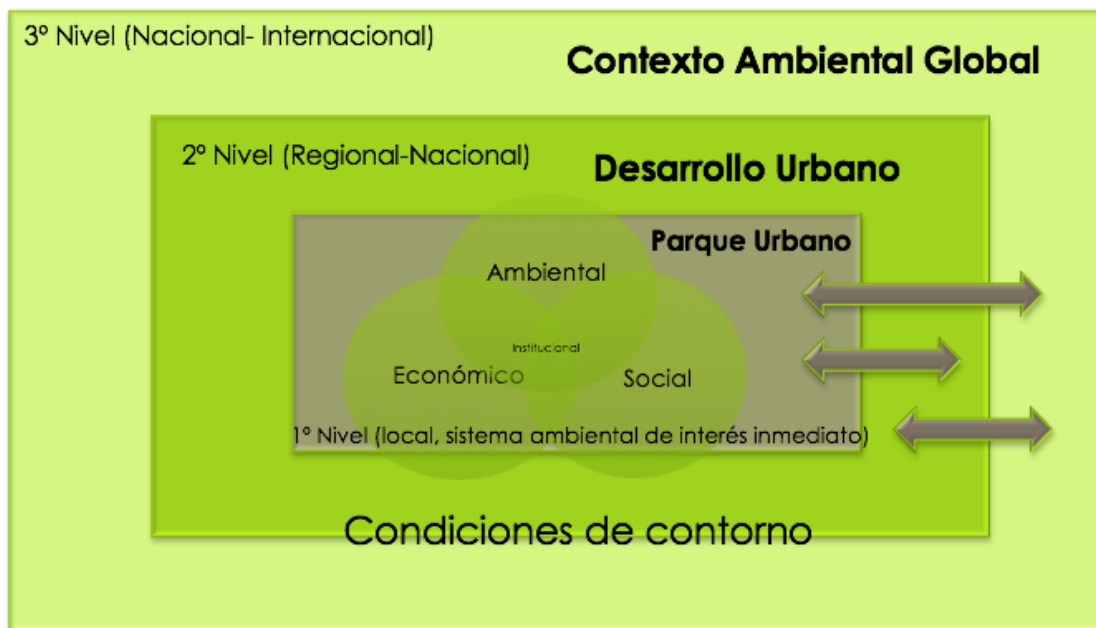 3º Nivel (Nacional- Internacional)
Contexto Ambiental Global
2º Nivel (Regional-Nacional)
Desarrollo Urbano
Parque Urbano
Ambiental
Institucional
Económico
Social
1º Nivel (local, sistema ambiental de interés inmediato)
Condiciones de contorno